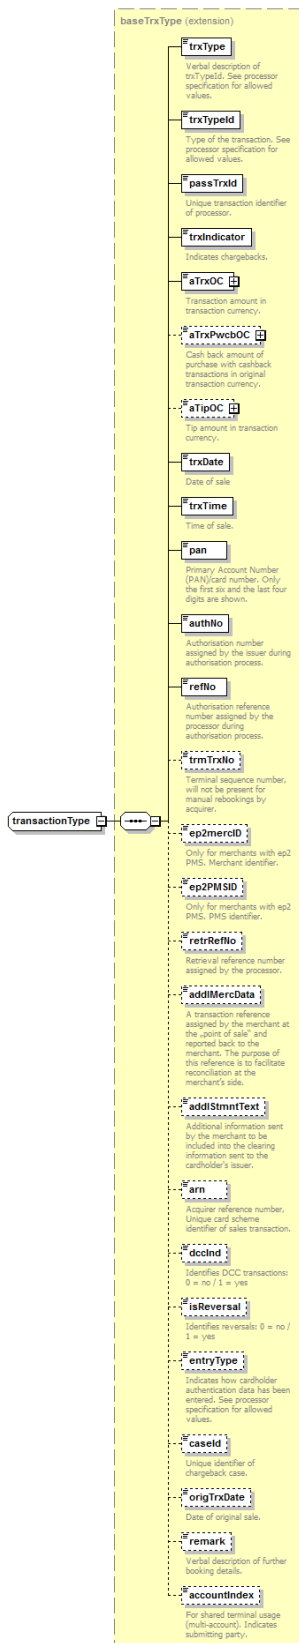 baseTrxType (extension)
trxType
Verbal description of
trxTypeId. See processor
specification for allowed
values.
trxTypeId
Type of the transaction. See
processor specification for
allowed values.
passTrxId
Unique transaction identifier
of processor.
trxIndicator
Indicates chargebacks.
aTrxOC
Transaction amount in
transaction currency.
aTrxPwcbOC
Cash back amount of
purchase with cashback
transactions in original
transaction currency.
aTipOC
Tip amount in transaction
currency.
trxDate
Date of sale
trxTime
Time of sale.
pan
Primary Account Number
(PAN)/card number. Only
the first six and the last four
digits are shown.
authNo
Authorisation number
assigned by the issuer during
authorisation process.
refNo
Authorisation reference
number assigned by the
processor during
authorisation process.
trmTrxNo
Terminal sequence number,
will not be present for
manual rebookings by
acquirer.
transactionType
ep2mercID
Only for merchants with ep2
PMS. Merchant identifier.
ep2PMSID
Only for merchants with ep2
PMS. PMS identifier.
retrRefNo
Retrieval reference number
assigned by the processor.
addlMercData
A transaction reference
assigned by the merchant at
the „point of sale“ and
reported back to the
merchant. The purpose of
this reference is to facilitate
reconciliation at the
merchant's side.
addlStmntText
Additional information sent
by the merchant to be
included into the clearing
information sent to the
cardholder's issuer.
arn
Acquirer reference number.
Unique card scheme
identifier of sales transaction.
dccInd
Identifies DCC transactions:
0 = no / 1 = yes
isReversal
Identifies reversals: 0 = no /
1 = yes
entryType
Indicates how cardholder
authentication data has been
entered. See processor
specification for allowed
values.
caseId
Unique identifier of
chargeback case.
origTrxDate
Date of original sale.
remark
Verbal description of further
booking details.
accountIndex
For shared terminal usage
(multi-account). Indicates
submitting party.